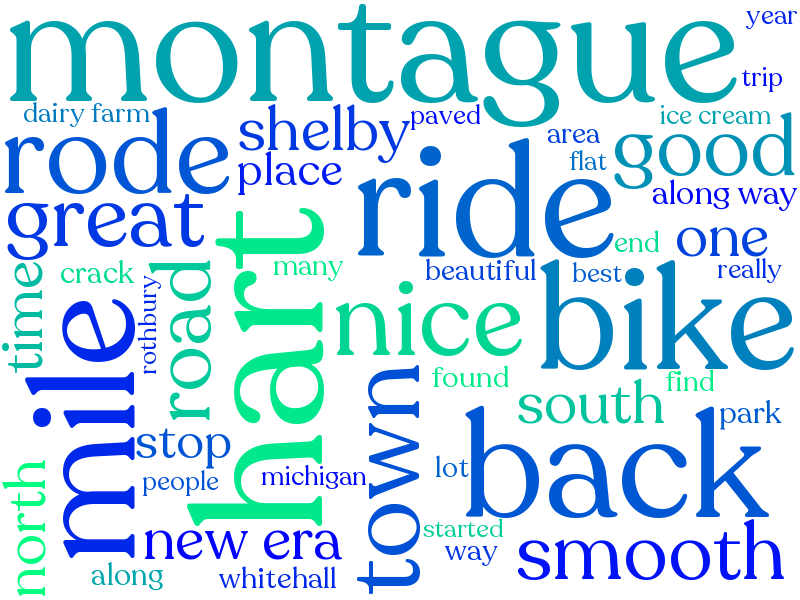 montague
year
trip
dairy farm
rode
shelby
paved
ice cream
area
good
place
flat
ride
along way
great
one
end
time
crack
rothbury
road
hart
many
beautiful
best
really
bike
mile
nice
found
find
south
park
town
back
stop
people
michigan
lot
north
new era
started
way
smooth
along
whitehall